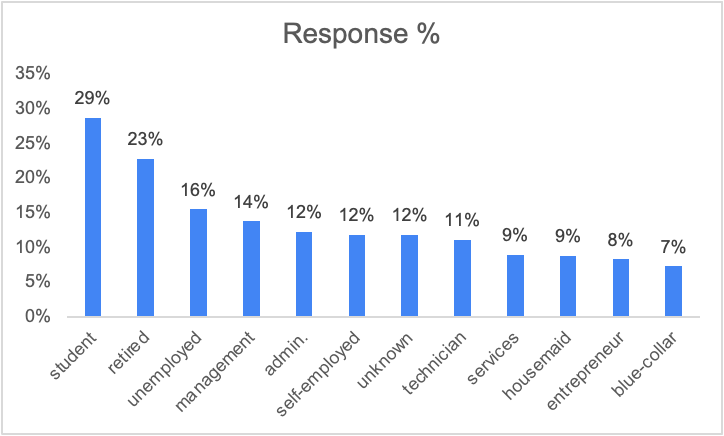 Response %
35%
30%
25%
20%
15%
10%
5%
0%
29%
23%
16%
14%
12%
12%
12%
11%
9%
9%
8%
7%
student
retired
unemployed
management
admin.
self-employed
unknown
technician
services
housemaid
entrepreneur
blue-collar